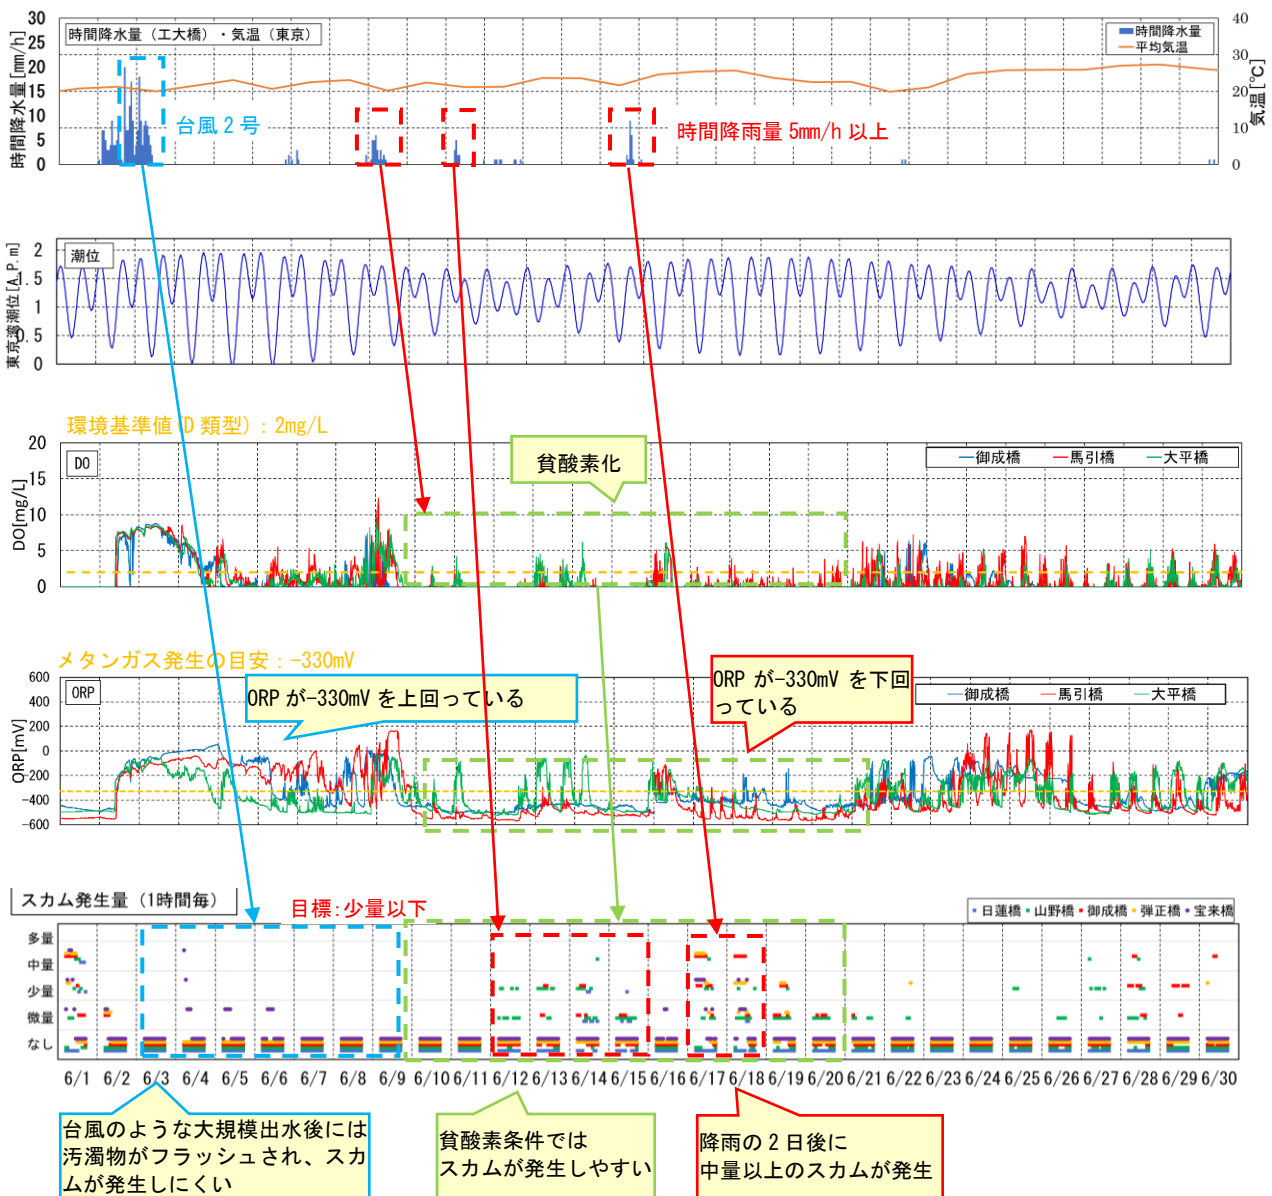 時間降水量（工大橋）・気温（東京）
時間降水量
平均気温
時間降水量[mm/h]
30
25
20
15
10
5
0
気温[℃]
40
30
20
10
0
台風２号
時間降雨量 5mm/h 以上
潮位
東京湾潮位[A.P.m]
2
1.5
1
0.5
0
環境基準値(D 類型)：2mg/L
DO
貧酸素化
御成橋
馬引橋
大平橋
DO[mg/L]
20
15
10
5
0
メタンガス発生の目安：-330mV
ORP
ORP が-330mV を上回っている
ORP が-330mV を下回
っている
御成橋
馬引橋
大平橋
ORP[mV]
600
400
200
0
-200
-400
-600
スカム発生量（1時間毎）
目標:少量以下
日蓮橋
山野橋
御成橋
弾正橋
宝来橋
多量
中量
少量
微量
なし
6/1 6/2 6/3 6/4 6/5 6/6 6/7 6/8 6/9 6/10 6/11 6/12 6/13 6/14 6/15 6/16 6/17 6/18 6/19 6/20 6/21 6/22 6/23 6/24 6/25 6/26 6/27 6/28 6/29 6/30
台風のような大規模出水後には
汚濁物がフラッシュされ、スカ
ムが発生しにくい
貧酸素条件では
スカムが発生しやすい
降雨の２日後に
中量以上のスカムが発生